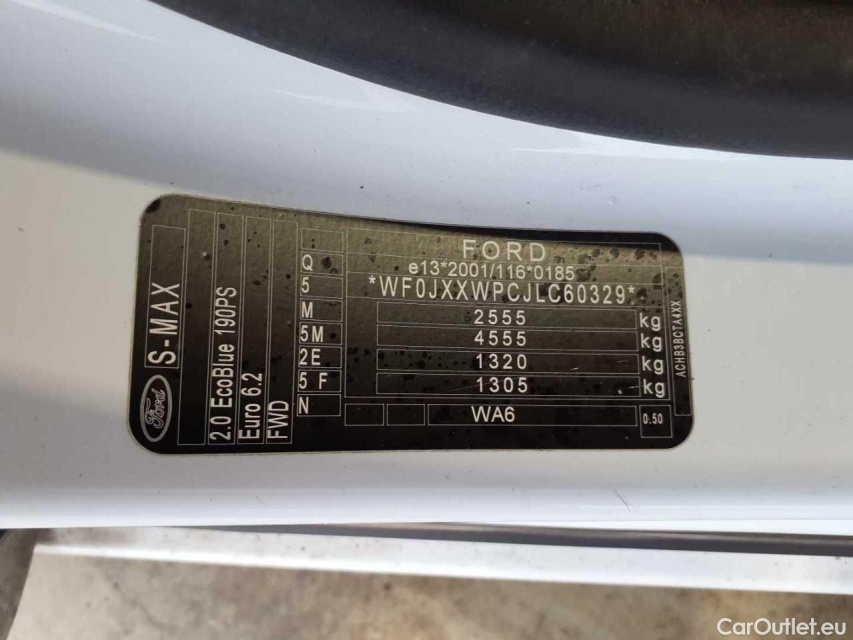 FORD
e13*2001/116*0185
*WF0JXXWPCJLC60329*
2555 kg
4555 kg
1320 kg
1305 kg
WA6 0.50
Q
5
M
5M
2E
5 F
N
S-MAX
2.0 EcoBlue 190PS
Euro 6.2
FWD
Ford
ACHB3BCTA4XX
CarOutlet.eu